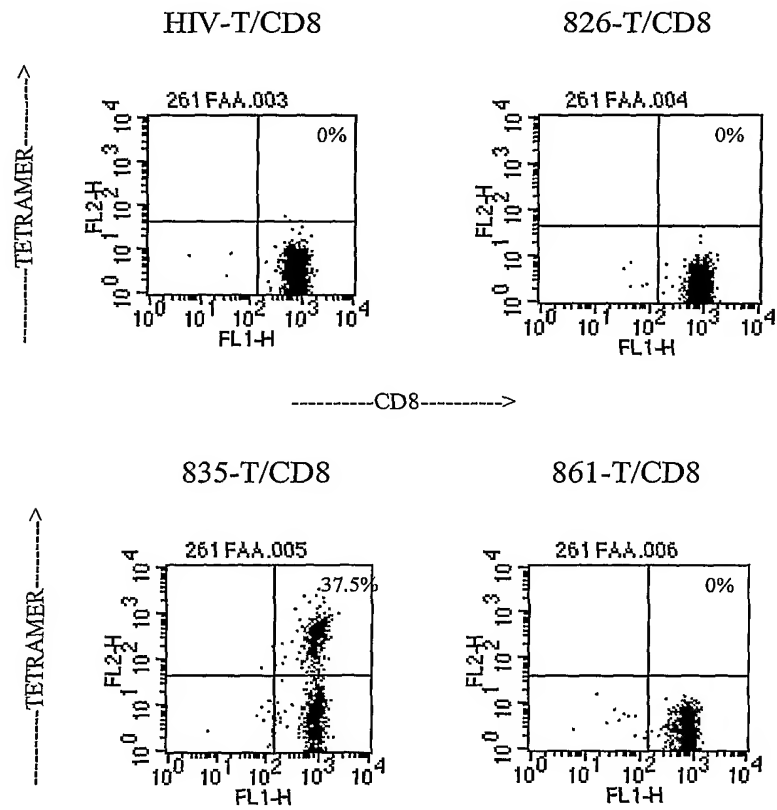 HIV-T/CD8
826-T/CD8
261 FAA.003
0%
10^4
10^3
FL2-H
10^2
10^1
10^0
10^0 10^1 10^2 10^3 10^4
FL1-H
261 FAA.004
0%
10^4
10^3
FL2-H
10^2
10^1
10^0
10^0 10^1 10^2 10^3 10^4
FL1-H
TETRAMER
CD8
835-T/CD8
861-T/CD8
261 FAA.005
37.5%
10^4
10^3
FL2-H
10^2
10^1
10^0
10^0 10^1 10^2 10^3 10^4
FL1-H
261 FAA.006
0%
10^4
10^3
FL2-H
10^2
10^1
10^0
10^0 10^1 10^2 10^3 10^4
FL1-H
TETRAMER